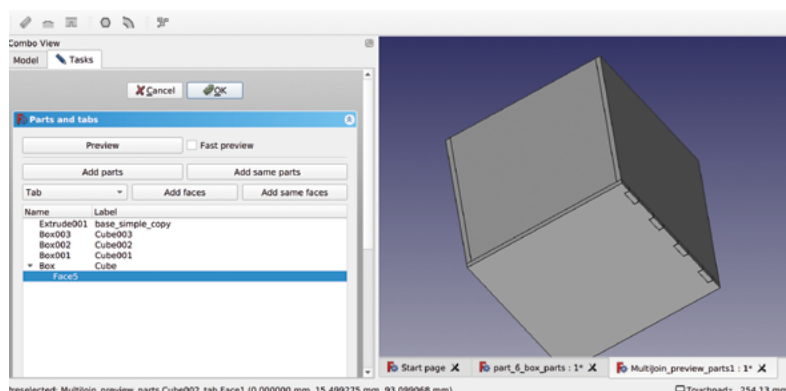 Combo View
Model Tasks
Cancel OK
Parts and tabs
Preview Fast preview
Add parts Add same parts
Tab Add faces Add same faces
Name Label
Extrude001 base_simple_copy
Box003 Cube003
Box002 Cube002
Box001 Cube001
Box Cube
Face5
Start page part_6_box_parts : 1* MultiJoin_preview_parts1 : 1*
Preselected: MultiJoin_preview_parts.Cube002_tab.Face1 (0.000000 mm, 15.499275 mm, 93.099068 mm) Touchpad 254.13 mm